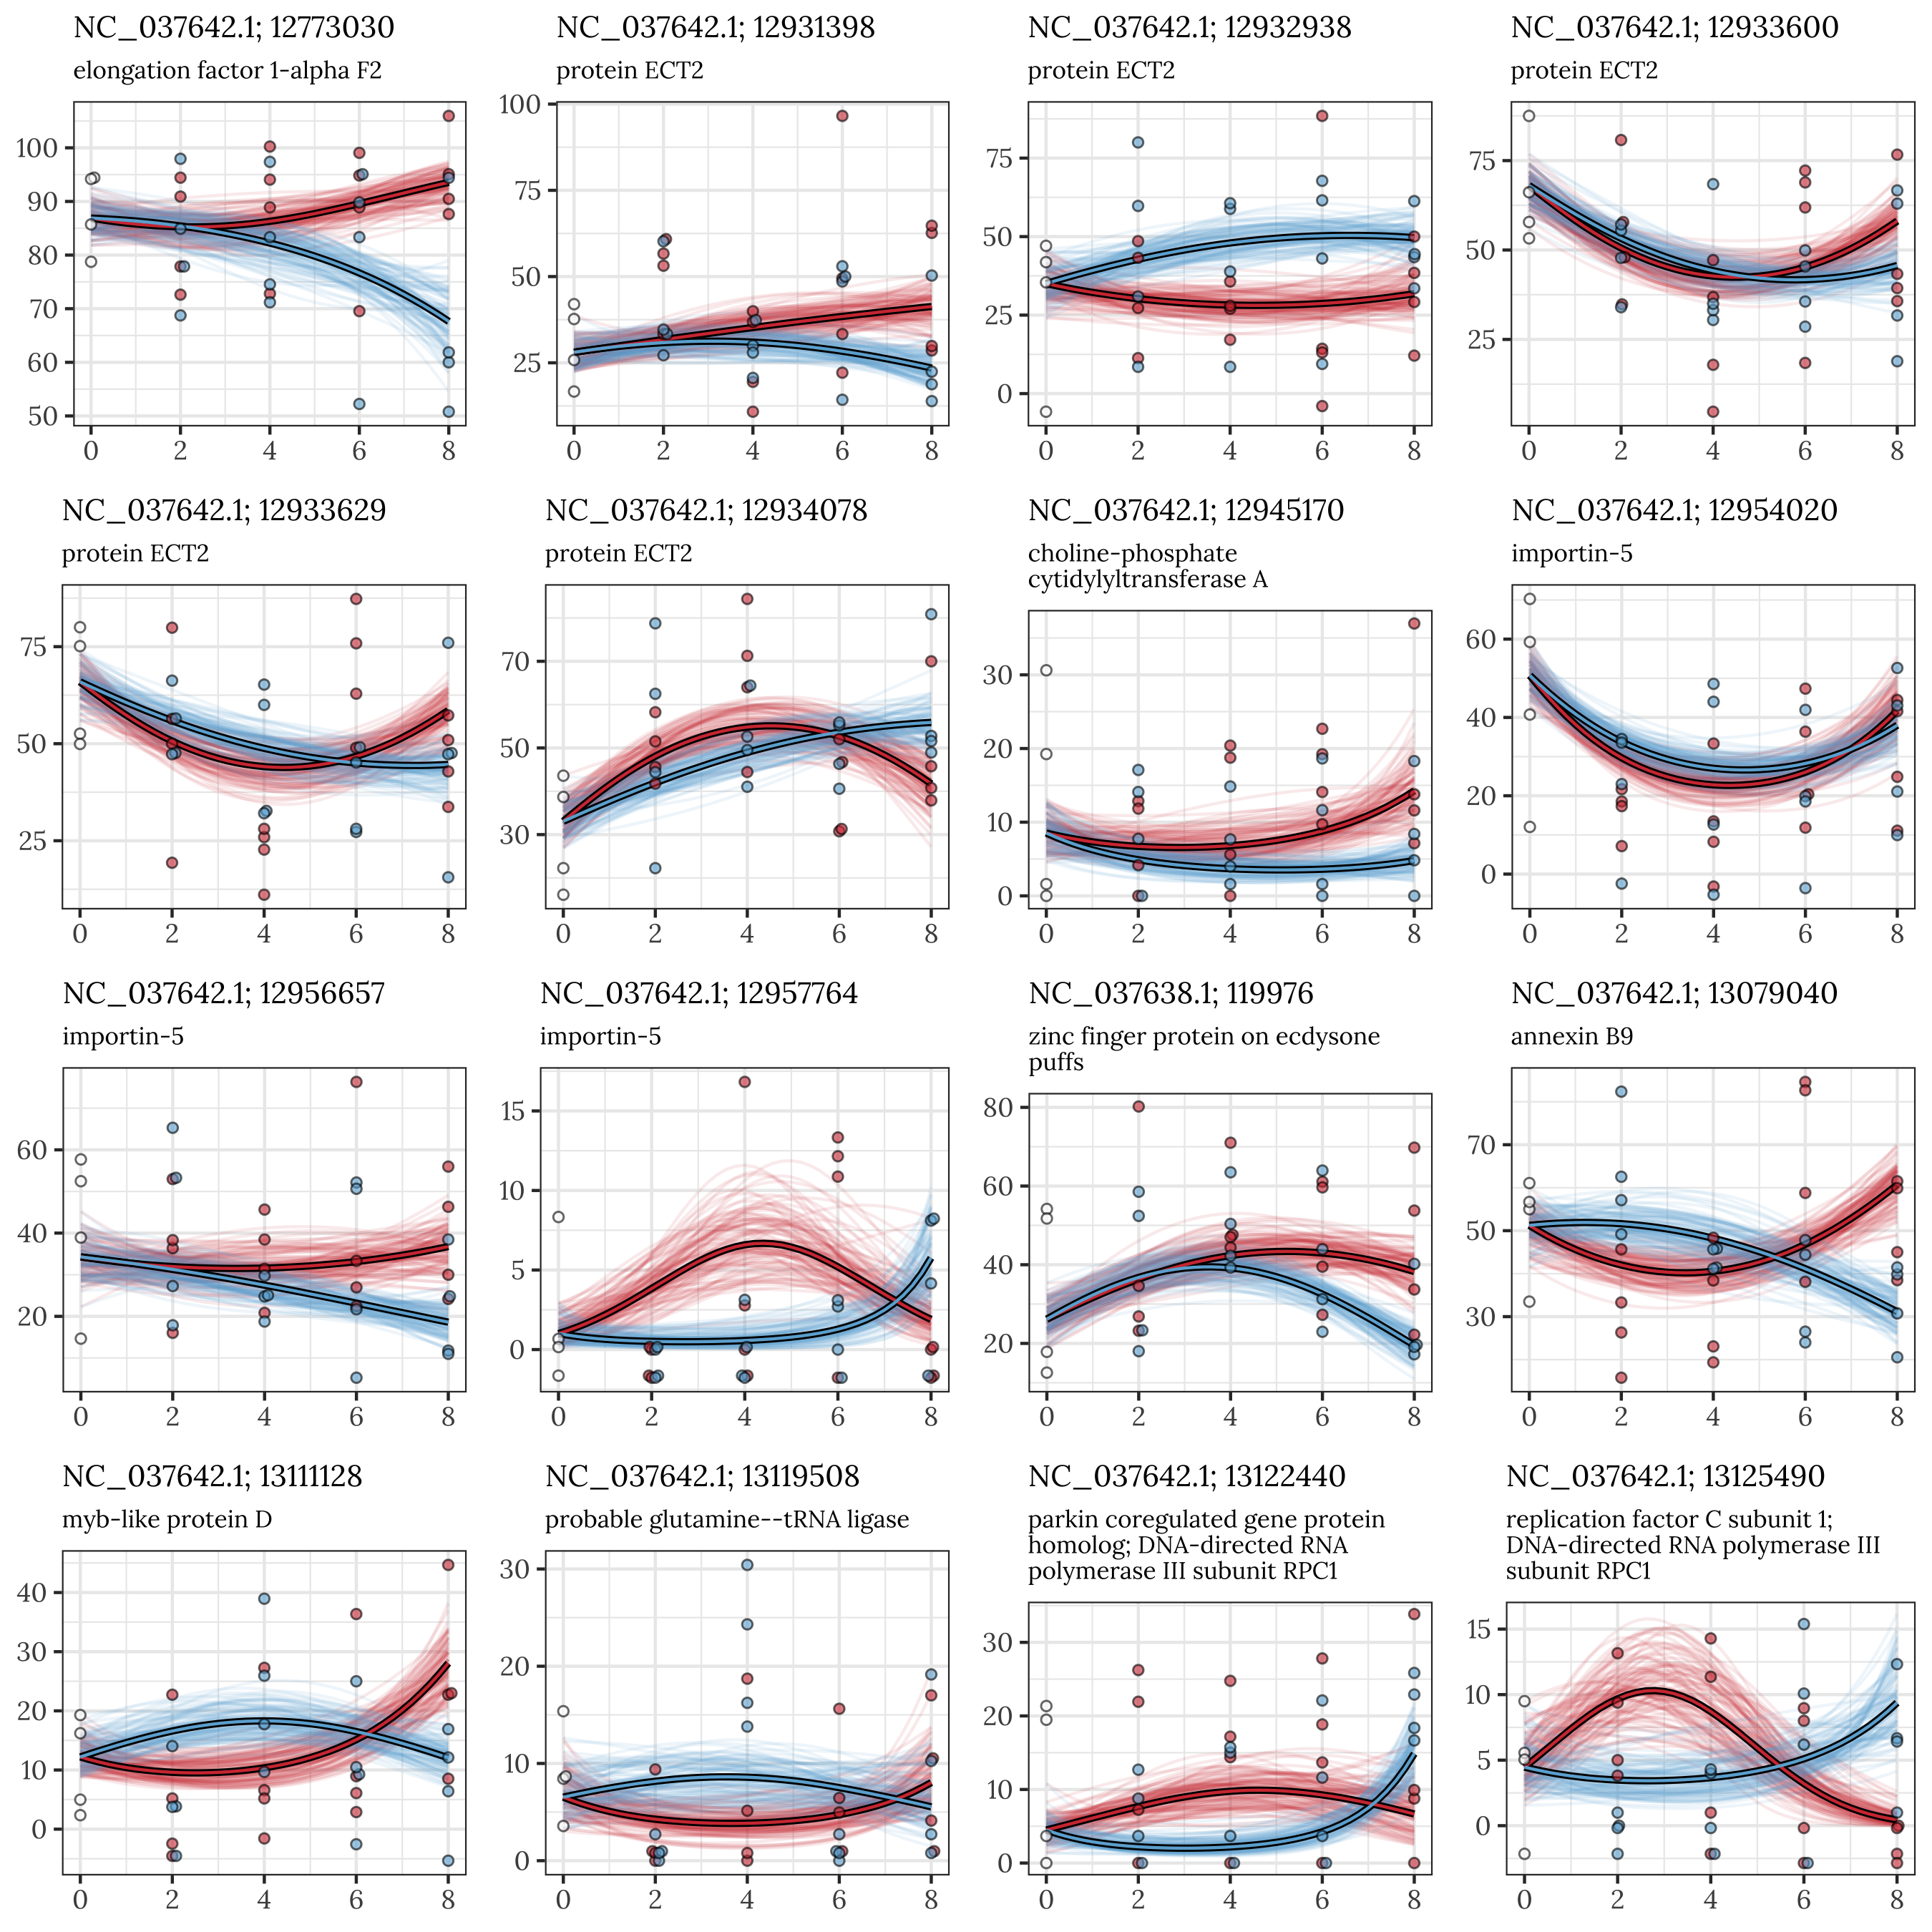 NC_037642.1; 12773030
elongation factor 1-alpha F2
100
90
80
70
60
50
0 2 4 6 8
NC_037642.1; 12931398
protein ECT2
100
75
50
25
0 2 4 6 8
NC_037642.1; 12932938
protein ECT2
75
50
25
0
0 2 4 6 8
NC_037642.1; 12933600
protein ECT2
75
50
25
0 2 4 6 8
NC_037642.1; 12933629
protein ECT2
75
50
25
0 2 4 6 8
NC_037642.1; 12934078
protein ECT2
70
50
30
0 2 4 6 8
NC_037642.1; 12945170
choline-phosphate
cytidylyltransferase A
30
20
10
0
0 2 4 6 8
NC_037642.1; 12954020
importin-5
60
40
20
0
0 2 4 6 8
NC_037642.1; 12956657
importin-5
60
40
20
0 2 4 6 8
NC_037642.1; 12957764
importin-5
15
10
5
0
0 2 4 6 8
NC_037638.1; 119976
zinc finger protein on ecdysone
puffs
80
60
40
20
0 2 4 6 8
NC_037642.1; 13079040
annexin B9
70
50
30
0 2 4 6 8
NC_037642.1; 13111128
myb-like protein D
40
30
20
10
0
0 2 4 6 8
NC_037642.1; 13119508
probable glutamine--tRNA ligase
30
20
10
0
0 2 4 6 8
NC_037642.1; 13122440
parkin coregulated gene protein
homolog; DNA-directed RNA
polymerase III subunit RPC1
30
20
10
0
0 2 4 6 8
NC_037642.1; 13125490
replication factor C subunit 1;
DNA-directed RNA polymerase III
subunit RPC1
15
10
5
0
0 2 4 6 8